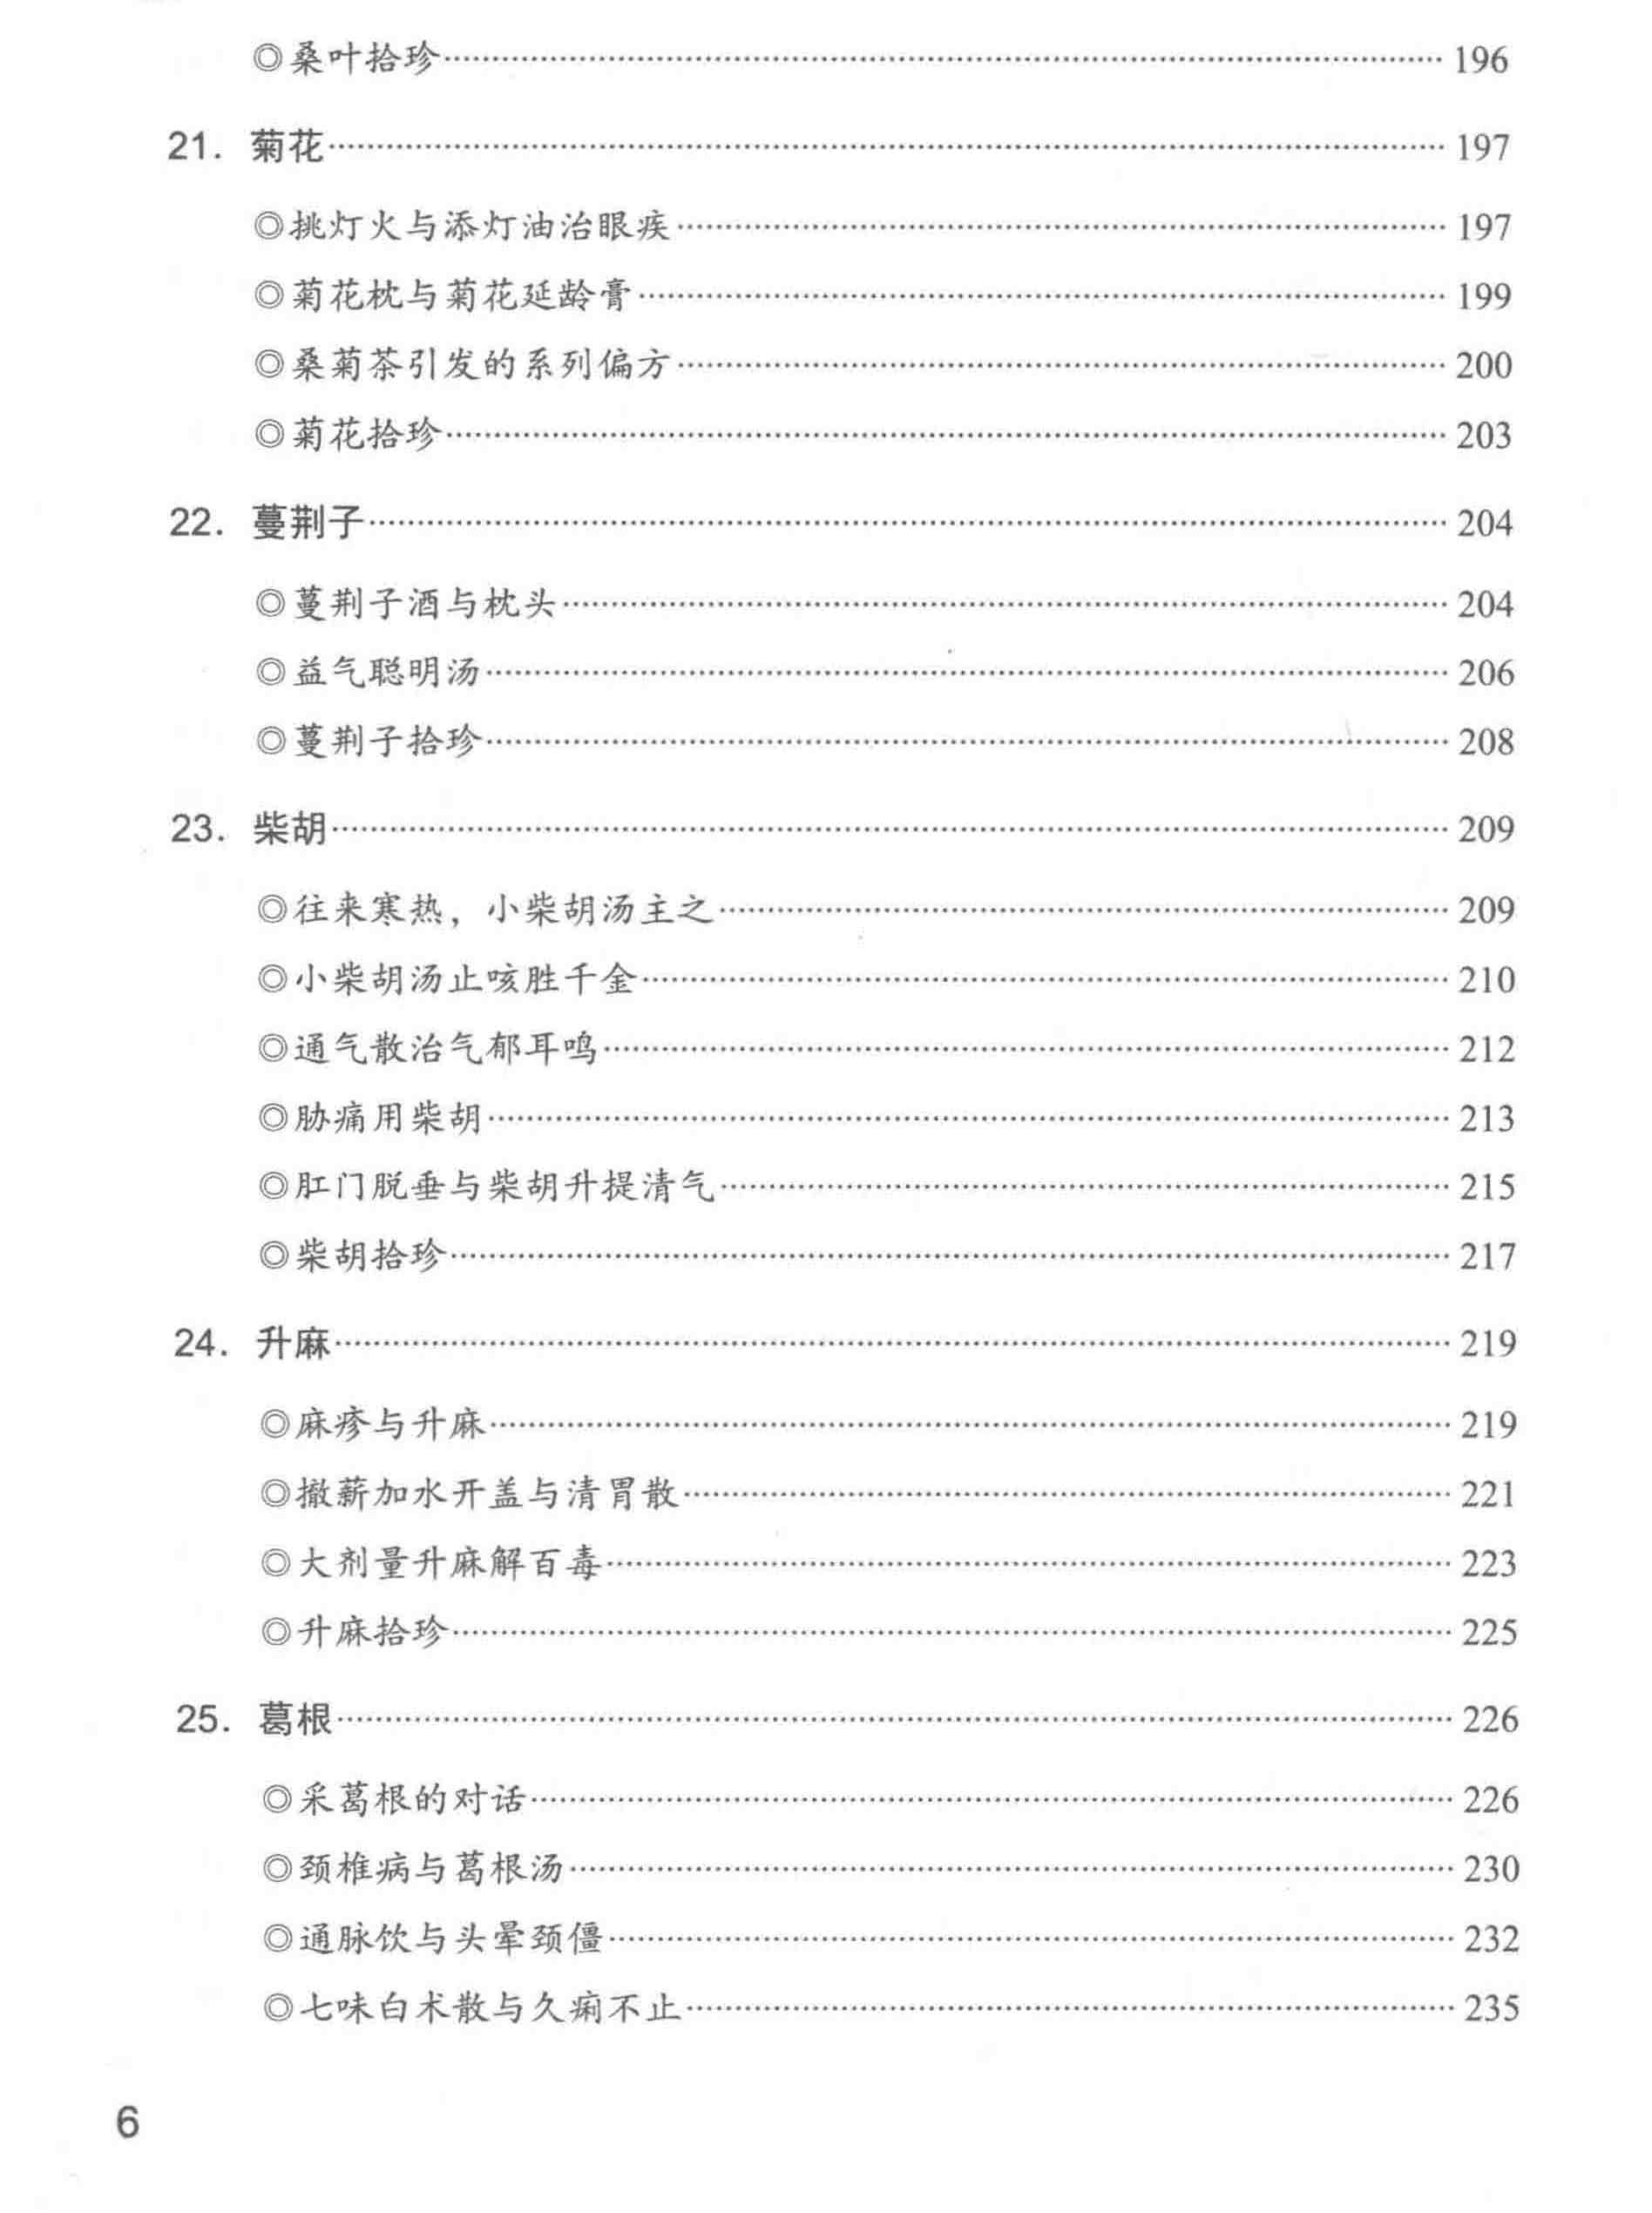 ◎桑叶拾珍……196
21. 菊花……197
◎挑灯火与添灯油治眼疾……197
◎菊花枕与菊花延龄膏……199
◎桑菊茶引发的系列偏方……200
◎菊花拾珍……203
22. 蔓荆子……204
◎蔓荆子酒与枕头……204
◎益气聪明汤……206
◎蔓荆子拾珍……208
23. 柴胡……209
◎往来寒热，小柴胡汤主之……209
◎小柴胡汤止咳胜千金……210
◎通气散治气郁耳鸣……212
◎胁痛用柴胡……213
◎肛门脱垂与柴胡升提清气……215
◎柴胡拾珍……217
24. 升麻……219
◎麻疹与升麻……219
◎撤薪加水开盖与清胃散……221
◎大剂量升麻解百毒……223
◎升麻拾珍……225
25. 葛根……226
◎采葛根的对话……226
◎颈椎病与葛根汤……230
◎通脉饮与头晕颈僵……232
◎七味白术散与久痢不止……235
6